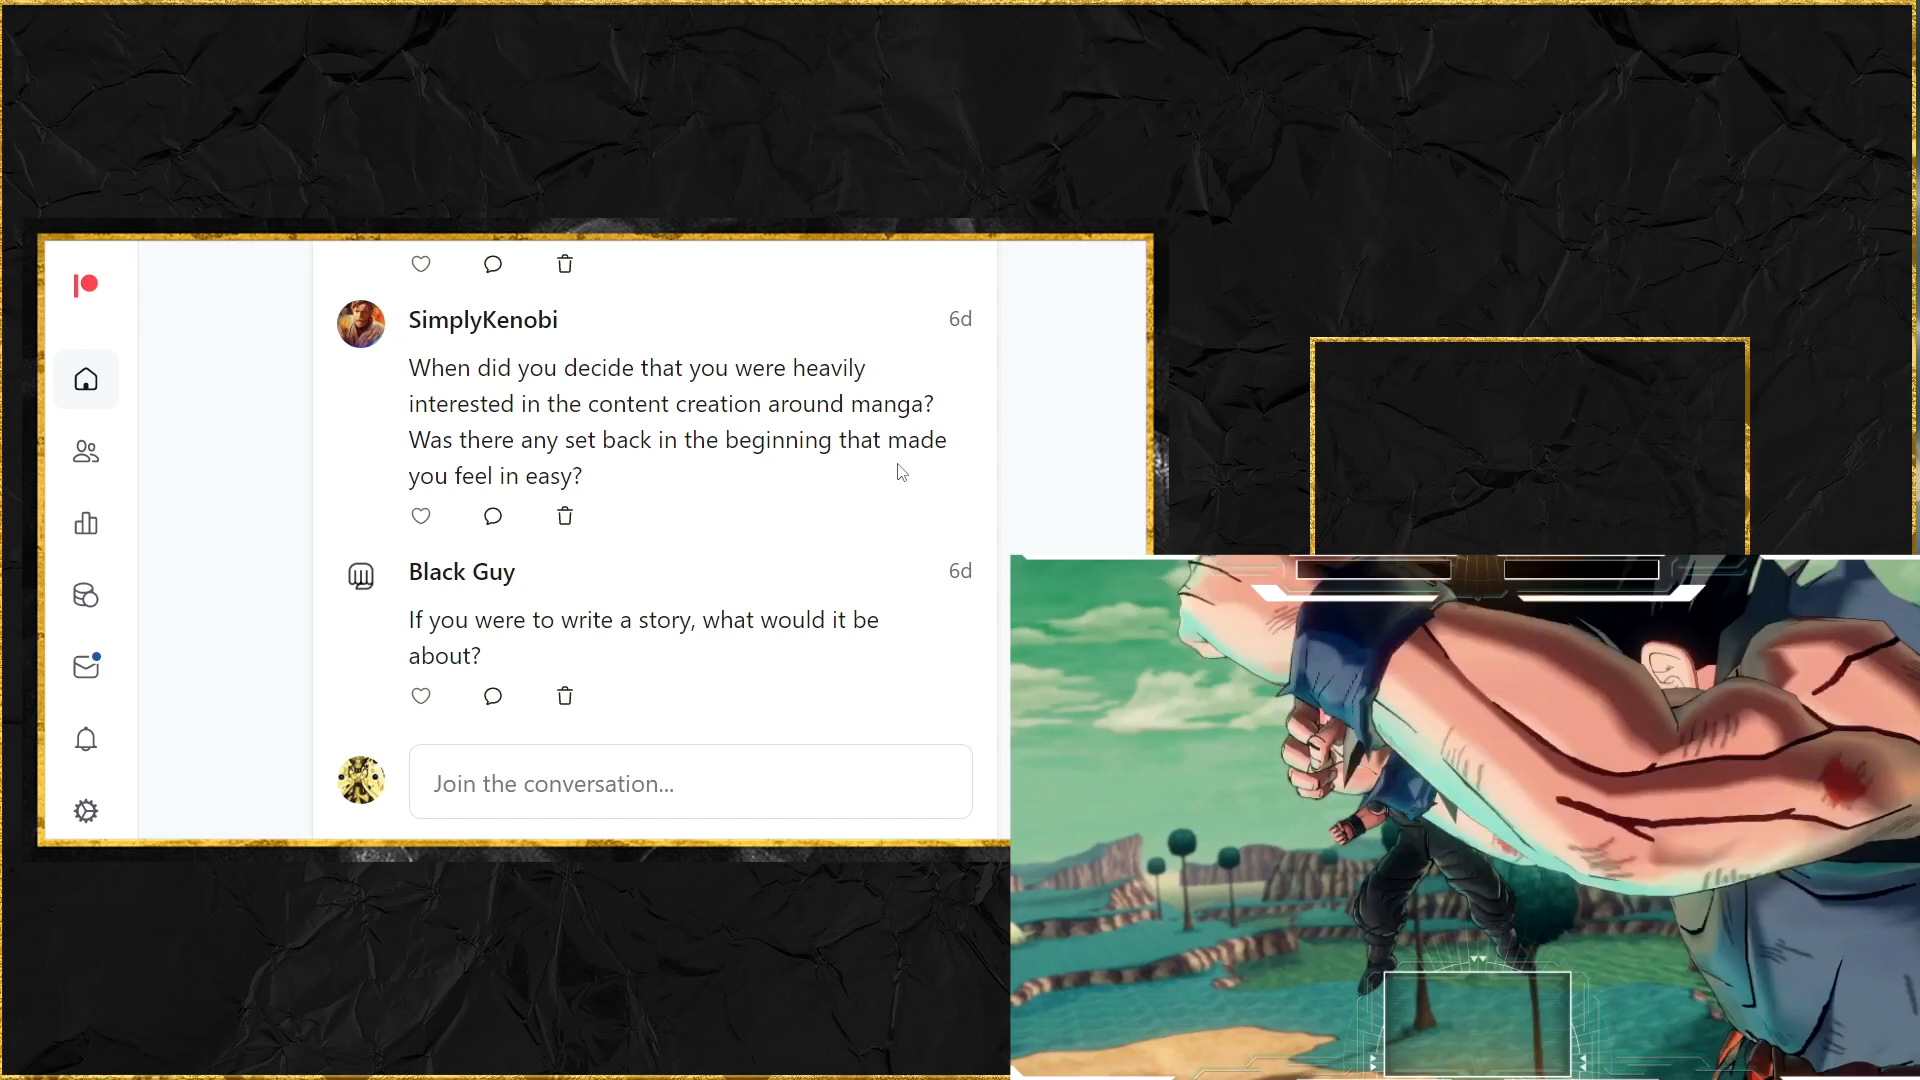 SimplyKenobi
6d
When did you decide that you were heavily
interested in the content creation around manga?
Was there any set back in the beginning that made
you feel in easy?
Black Guy
6d
If you were to write a story, what would it be
about?
Join the conversation...